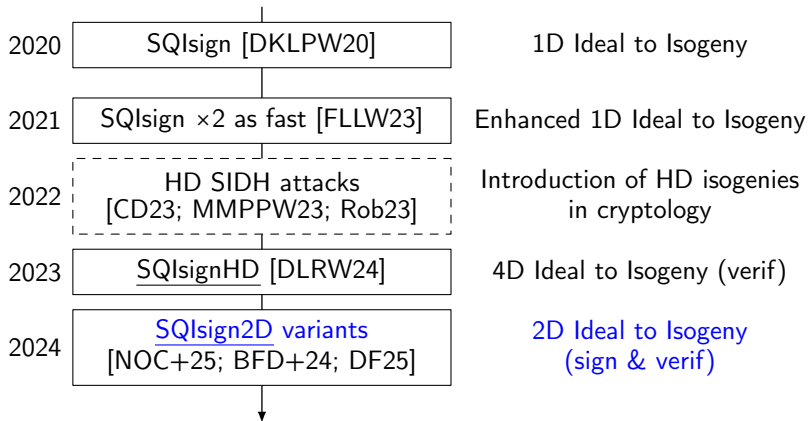 2020 SQIsign [DKLPW20] 1D Ideal to Isogeny
2021 SQIsign ×2 as fast [FLLW23] Enhanced 1D Ideal to Isogeny
2022 HD SIDH attacks
[CD23; MMPPW23; Rob23] Introduction of HD isogenies
in cryptology
2023 SQIsignHD [DLRW24] 4D Ideal to Isogeny (verif)
2024 SQIsign2D variants
[NOC+25; BFD+24; DF25] 2D Ideal to Isogeny
(sign & verif)